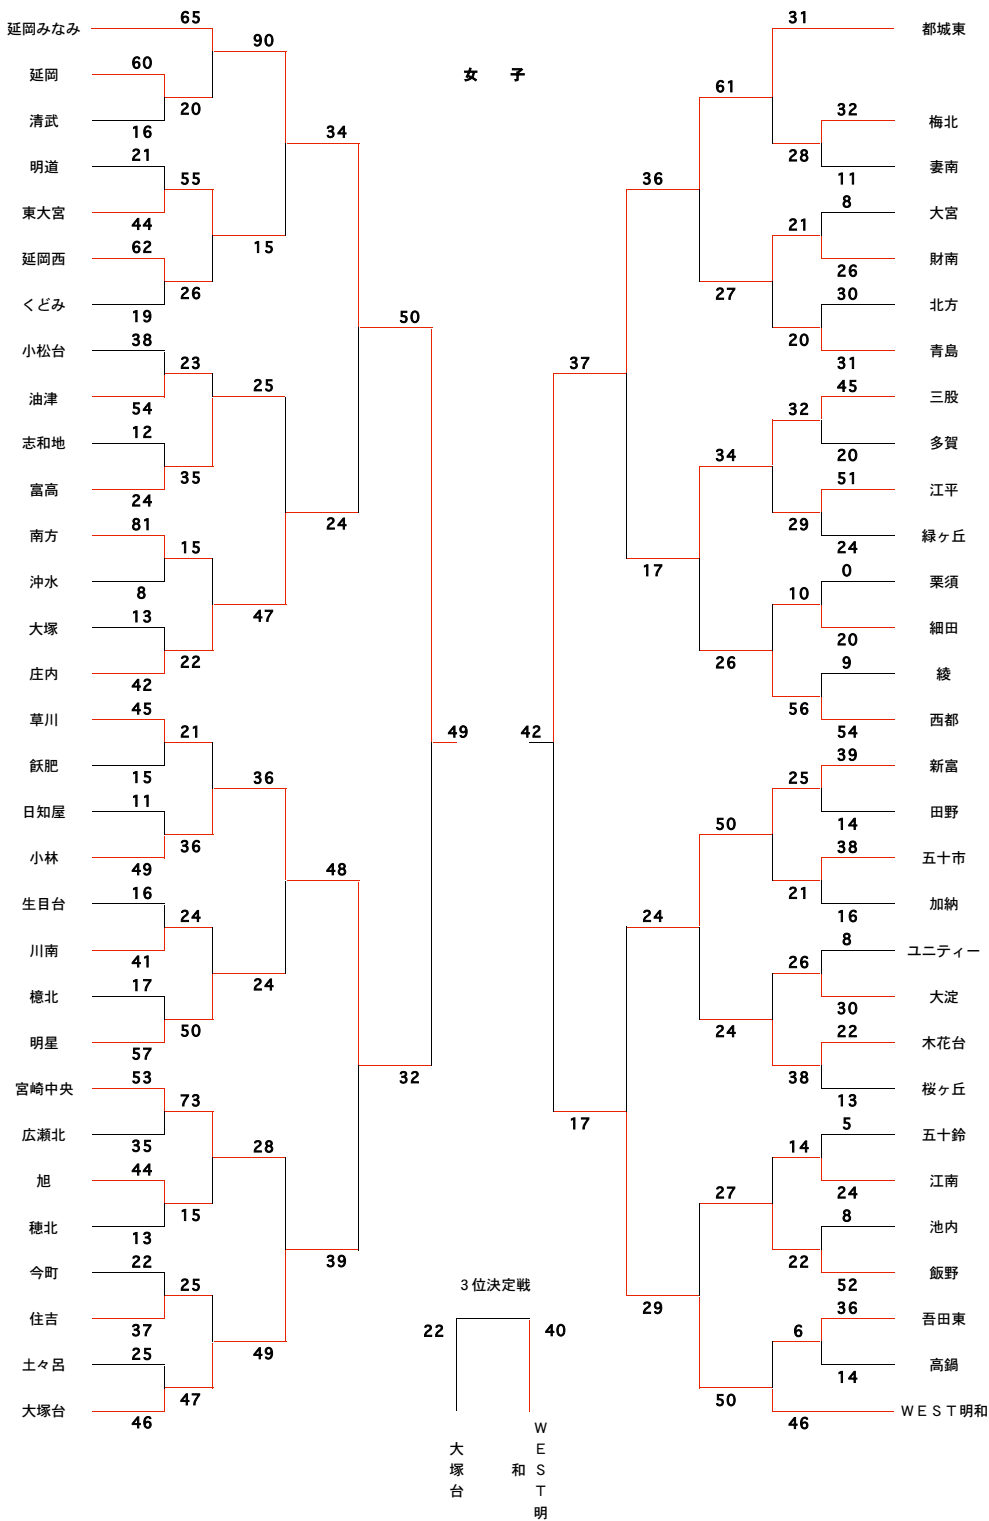 65 31
延岡みなみ 都城東
90
女 子
60
延岡 61
20 32
清武 梅北
16 34
21 28
明道 妻南
55 36 11
東大宮 8 大宮
44 21
62 15
延岡西 財南
26 27 26
くどみ 30 北方
19 50
38 20
小松台 青島
23 37 31
25 45
油津 三股
54 32
12
志和地 多賀
35 34 20
51
富高 江平
24 24
81 29
南方 緑ヶ丘
15 24
17 0
沖水 栗須
8 10
13 47
大塚 細田
22 26 20
庄内 9 綾
42
45 56
草川 西都
21 49 42 54
39
飫肥 新富
15 36 25
11
日知屋 田野
36 50 14
38
小林 五十市
49 48
16 21
生目台 加納
24 24 16
8
川南 ユニティー
41 26
17 24
檍北 大淀
50 24 30
22
明星 木花台
57
53 32 38
宮崎中央 桜ヶ丘
73 13
17 5
広瀬北 五十鈴
35 28 14
44
旭 江南
15 27 24
8
穂北 池内
13
22 39 22
今町 飯野
25 3位決定戦 52
29 36
住吉 吾田東
37 22 40 6
25 49
土々呂 高鍋
47 50 14
大塚台 WEST明和
46 46
大塚台
WEST明和